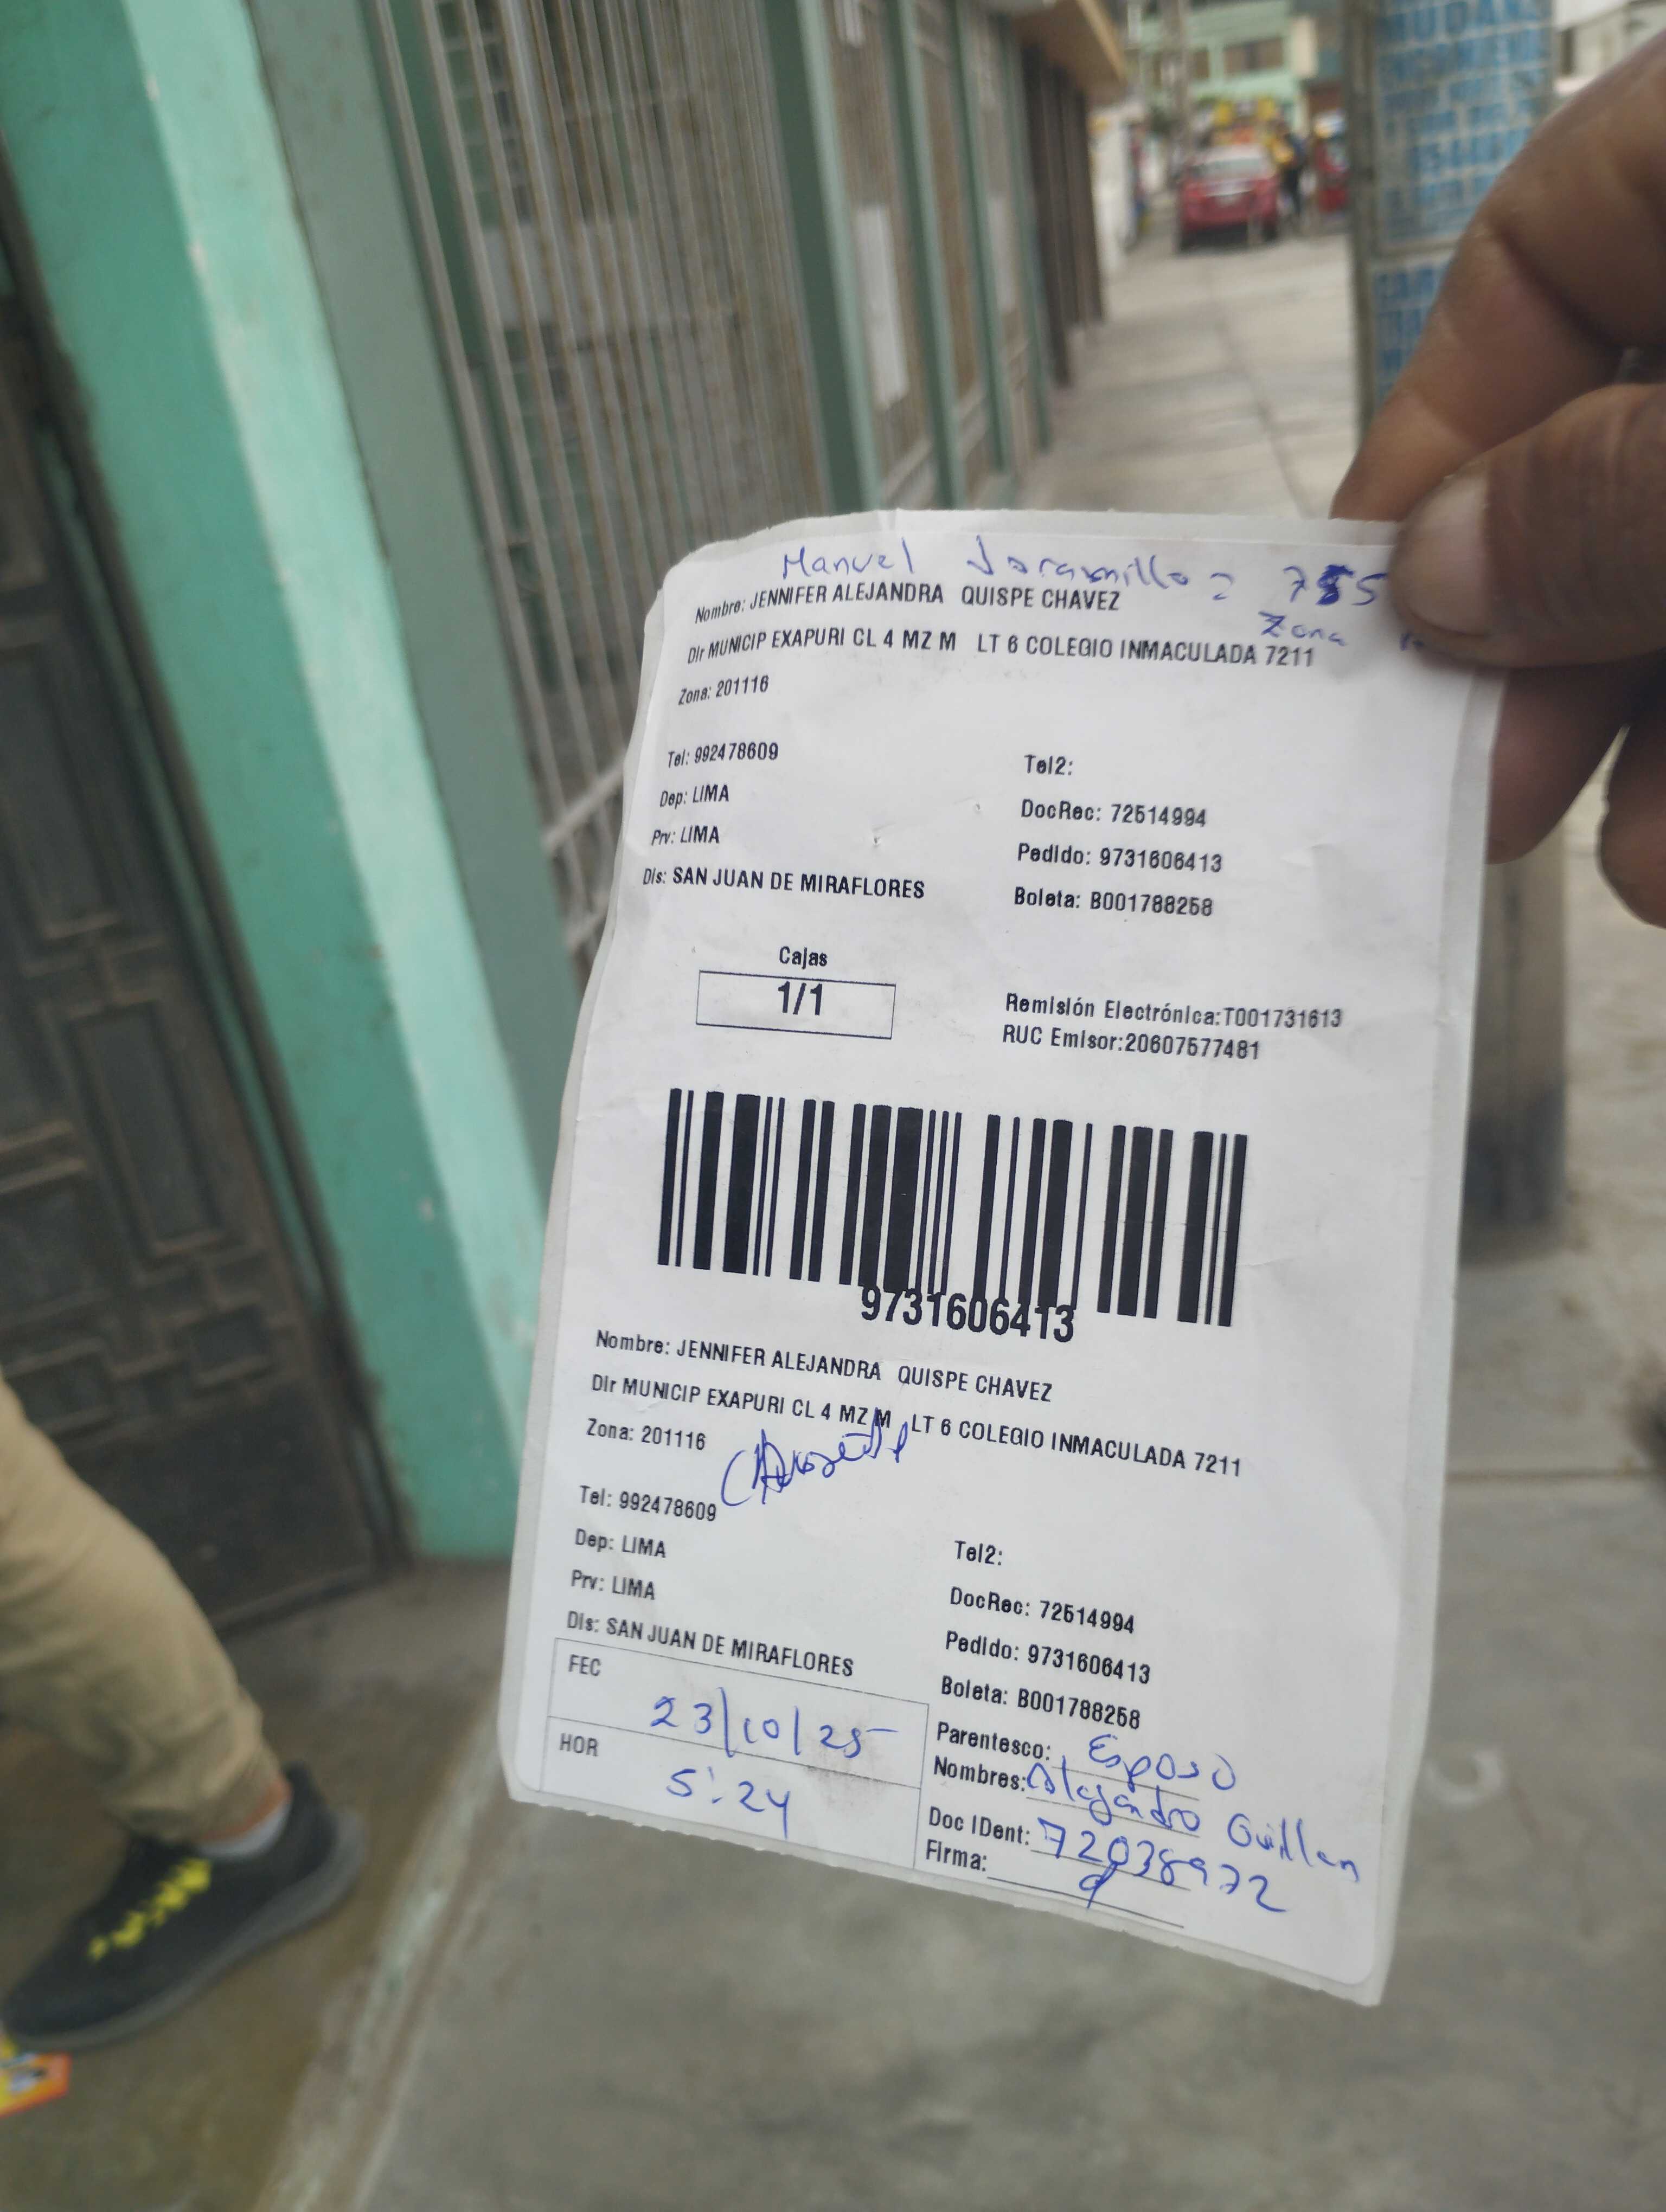 Manuel Jaramillo = 785
Zona
Nombre: JENNIFER ALEJANDRA QUISPE CHAVEZ
Dir MUNICIP EXAPURI CL 4 MZ M LT 6 COLEGIO INMACULADA 7211
Zona: 201116
Tel: 992478609
Tel2:
Dep: LIMA
DocRec: 72514994
Prv: LIMA
Pedido: 9731606413
Dis: SAN JUAN DE MIRAFLORES
Boleta: B001788258
Cajas
1/1
Remisión Electrónica:T001731613
RUC Emisor:20607577481
9731606413
Nombre: JENNIFER ALEJANDRA QUISPE CHAVEZ
Dir MUNICIP EXAPURI CL 4 MZ M LT 6 COLEGIO INMACULADA 7211
Zona: 201116
Tel: 992478609
Tel2:
Dep: LIMA
DocRec: 72514994
Prv: LIMA
Pedido: 9731606413
Dis: SAN JUAN DE MIRAFLORES
Boleta: B001788258
FEC
23/10/25
HOR
5:24
Parentesco: Esposo
Nombres: Alejandro Guillen
Doc IDent: 72038972
Firma: